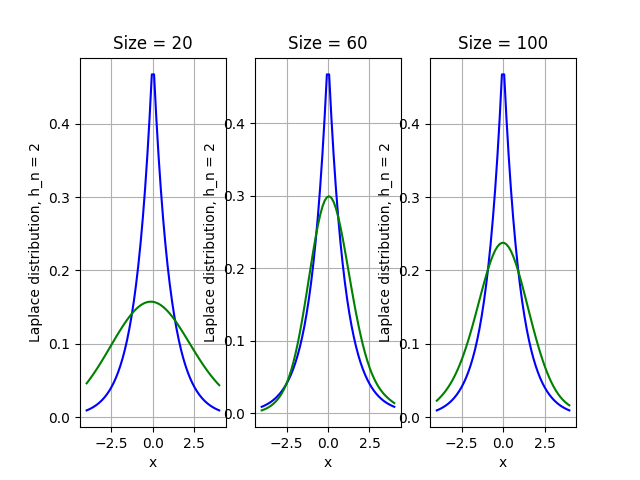 Size = 20
Size = 60
Size = 100
Laplace distribution, h_n = 2
0.4
0.3
0.2
0.1
0.0
−2.5 0.0 2.5
x
Laplace distribution, h_n = 2
0.4
0.3
0.2
0.1
0.0
−2.5 0.0 2.5
x
Laplace distribution, h_n = 2
0.4
0.3
0.2
0.1
0.0
−2.5 0.0 2.5
x